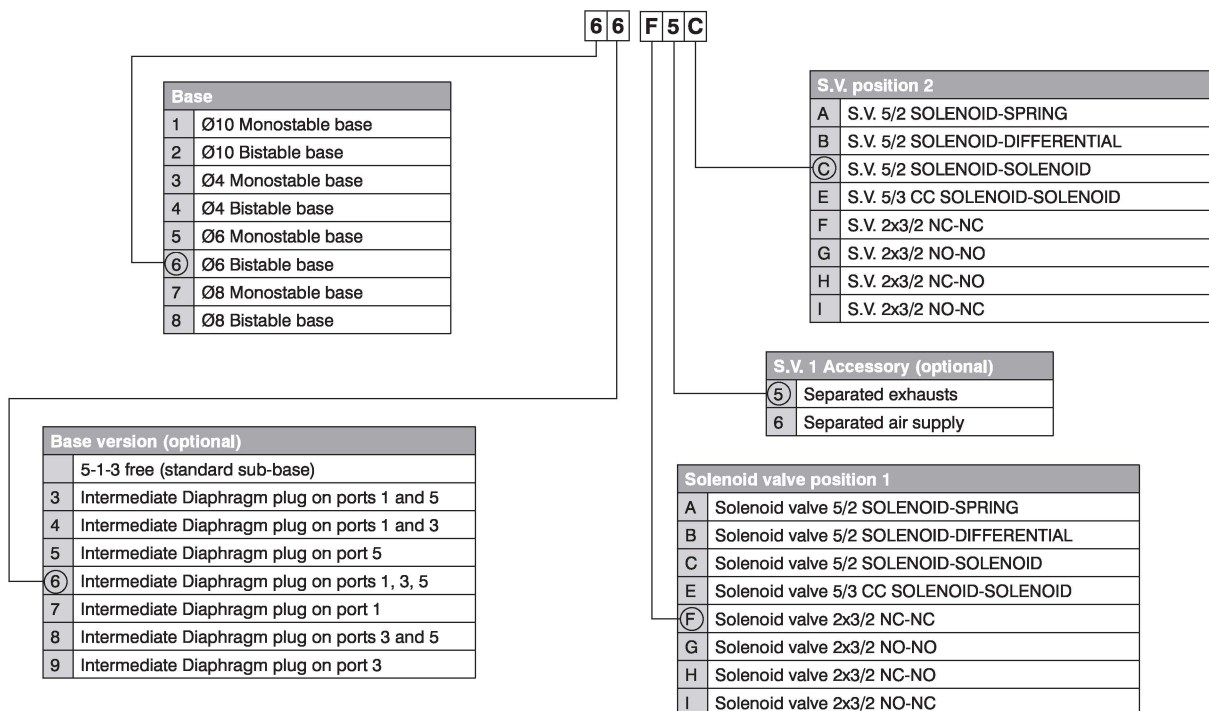 6 6 F 5 C
Base
1 Ø10 Monostable base
2 Ø10 Bistable base
3 Ø4 Monostable base
4 Ø4 Bistable base
5 Ø6 Monostable base
6 Ø6 Bistable base
7 Ø8 Monostable base
8 Ø8 Bistable base
S.V. position 2
A S.V. 5/2 SOLENOID-SPRING
B S.V. 5/2 SOLENOID-DIFFERENTIAL
C S.V. 5/2 SOLENOID-SOLENOID
E S.V. 5/3 CC SOLENOID-SOLENOID
F S.V. 2x3/2 NC-NC
G S.V. 2x3/2 NO-NO
H S.V. 2x3/2 NC-NO
I S.V. 2x3/2 NO-NC
S.V. 1 Accessory (optional)
5 Separated exhausts
6 Separated air supply
Base version (optional)
5-1-3 free (standard sub-base)
3 Intermediate Diaphragm plug on ports 1 and 5
4 Intermediate Diaphragm plug on ports 1 and 3
5 Intermediate Diaphragm plug on port 5
6 Intermediate Diaphragm plug on ports 1, 3, 5
7 Intermediate Diaphragm plug on port 1
8 Intermediate Diaphragm plug on ports 3 and 5
9 Intermediate Diaphragm plug on port 3
Solenoid valve position 1
A Solenoid valve 5/2 SOLENOID-SPRING
B Solenoid valve 5/2 SOLENOID-DIFFERENTIAL
C Solenoid valve 5/2 SOLENOID-SOLENOID
E Solenoid valve 5/3 CC SOLENOID-SOLENOID
F Solenoid valve 2x3/2 NC-NC
G Solenoid valve 2x3/2 NO-NO
H Solenoid valve 2x3/2 NC-NO
I Solenoid valve 2x3/2 NO-NC